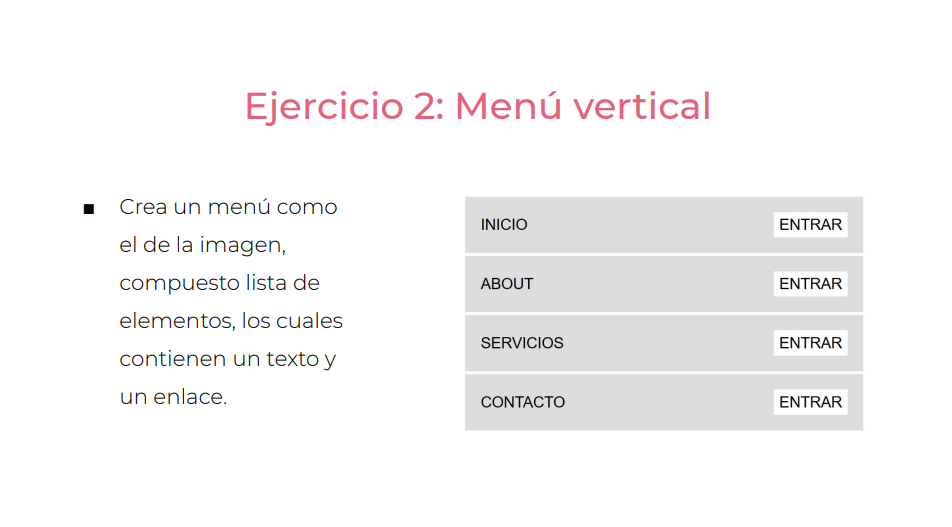 Ejercicio 2: Menú vertical
■ Crea un menú como
el de la imagen,
compuesto lista de
elementos, los cuales
contienen un texto y
un enlace.
INICIO ENTRAR
ABOUT ENTRAR
SERVICIOS ENTRAR
CONTACTO ENTRAR